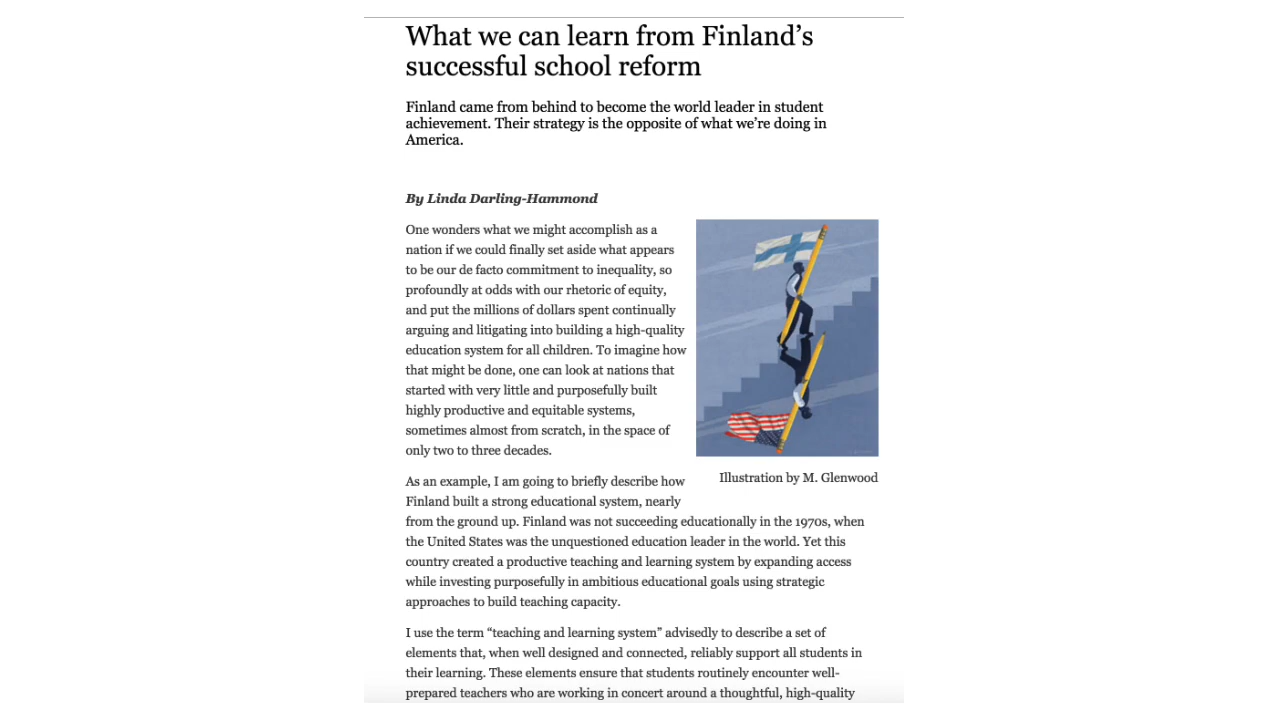 What we can learn from Finland’s
successful school reform
Finland came from behind to become the world leader in student
achievement. Their strategy is the opposite of what we’re doing in
America.
By Linda Darling-Hammond
One wonders what we might accomplish as a
nation if we could finally set aside what appears
to be our de facto commitment to inequality, so
profoundly at odds with our rhetoric of equity,
and put the millions of dollars spent continually
arguing and litigating into building a high-quality
education system for all children. To imagine how
that might be done, one can look at nations that
started with very little and purposefully built
highly productive and equitable systems,
sometimes almost from scratch, in the space of
only two to three decades.
Illustration by M. Glenwood
As an example, I am going to briefly describe how
Finland built a strong educational system, nearly
from the ground up. Finland was not succeeding educationally in the 1970s, when
the United States was the unquestioned education leader in the world. Yet this
country created a productive teaching and learning system by expanding access
while investing purposefully in ambitious educational goals using strategic
approaches to build teaching capacity.
I use the term “teaching and learning system” advisedly to describe a set of
elements that, when well designed and connected, reliably support all students in
their learning. These elements ensure that students routinely encounter well-
prepared teachers who are working in concert around a thoughtful, high-quality